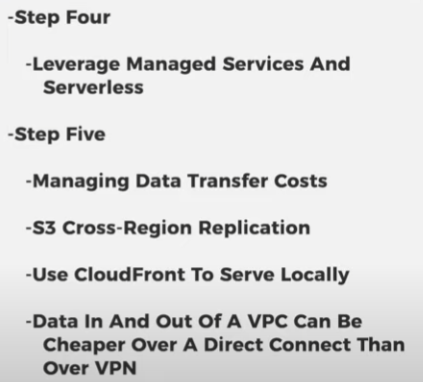 -Step Four
-Leverage Managed Services And
Serverless
-Step Five
-Managing Data Transfer Costs
-S3 Cross-Region Replication
-Use CloudFront To Serve Locally
-Data In And Out Of A VPC Can Be
Cheaper Over A Direct Connect Than
Over VPN